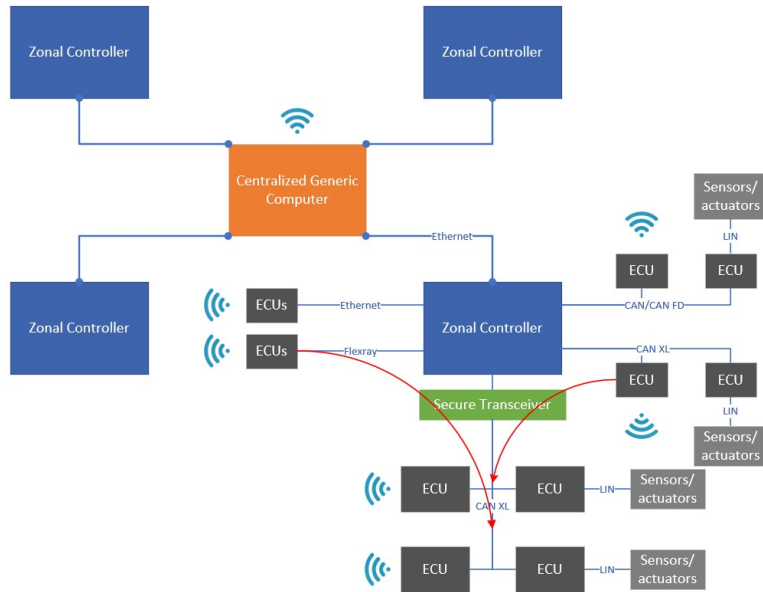 Zonal Controller
Zonal Controller
Centralized Generic
Computer
Sensors/
actuators
LIN
Ethernet
ECU
ECU
Zonal Controller
ECUs
Ethernet
Zonal Controller
CAN/CAN FD
ECUs
Flexray
CAN XL
ECU
ECU
Secure Transceiver
LIN
Sensors/
actuators
ECU
ECU
LIN
Sensors/
actuators
CAN XL
ECU
ECU
LIN
Sensors/
actuators